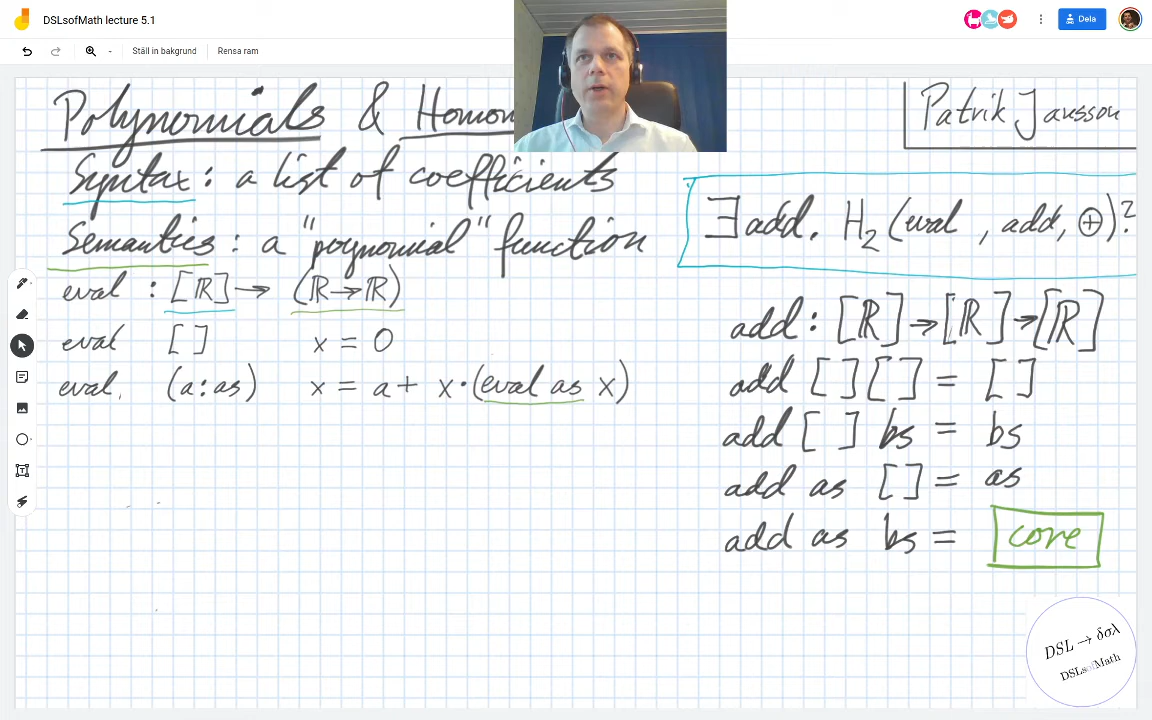 DSLsofMath lecture 5.1
Dela
Ställ in bakgrund
Rensa ram
Polynomials & Homom
Patrik Jansson
Syntax: a list of coefficients
Semantics: a "polynomial" function
∃add. H₂(eval, add, ⊕)?
eval : [ℝ] → (ℝ→ℝ)
eval [] x = 0
eval (a:as) x = a + x·(eval as x)
add: [ℝ]→[ℝ]→[ℝ]
add [][] = []
add [] bs = bs
add as [] = as
add as bs = core
DSL → δσλ
DSLsofMath